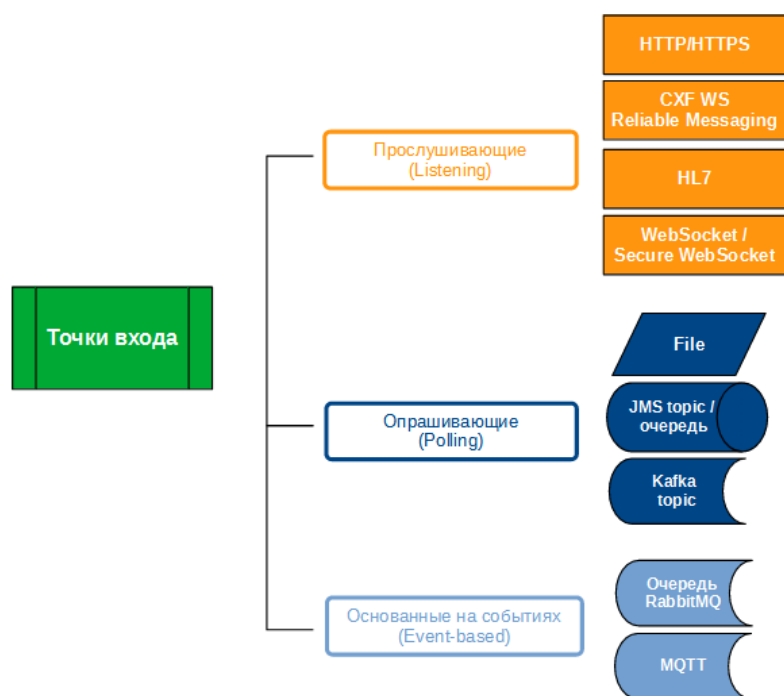 Точки входа
Прослушивающие
(Listening)
HTTP/HTTPS
CXF WS
Reliable Messaging
HL7
WebSocket /
Secure WebSocket
Опрашивающие
(Polling)
File
JMS topic /
очередь
Kafka
topic
Основанные на событиях
(Event-based)
Очередь
RabbitMQ
MQTT